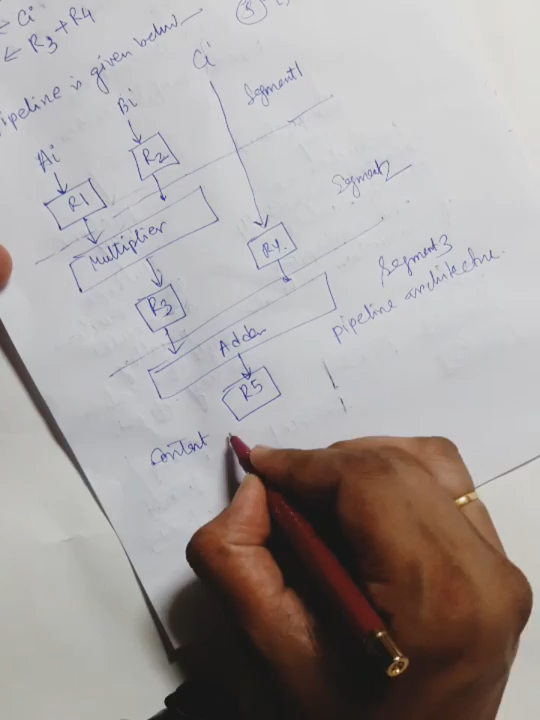 ← Ci
← R3 + R4
3
pipeline is given below
Ci
Bi
Ai
Segment1
R2
R1
Segment2
Multiplier
R4.
R3
Segment3
pipeline architecture.
Adder
R5
Content